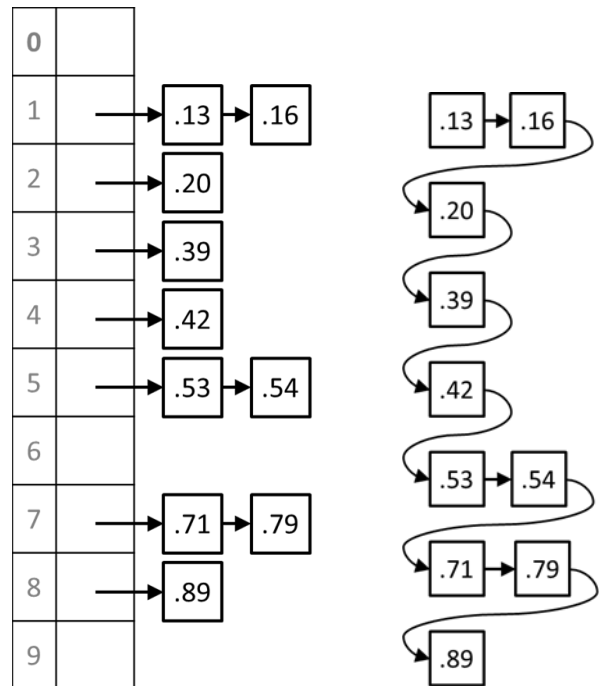 0
1 .13 .16 .13 .16
2 .20 .20
3 .39 .39
4 .42 .42
5 .53 .54 .53 .54
6
7 .71 .79 .71 .79
8 .89
9 .89